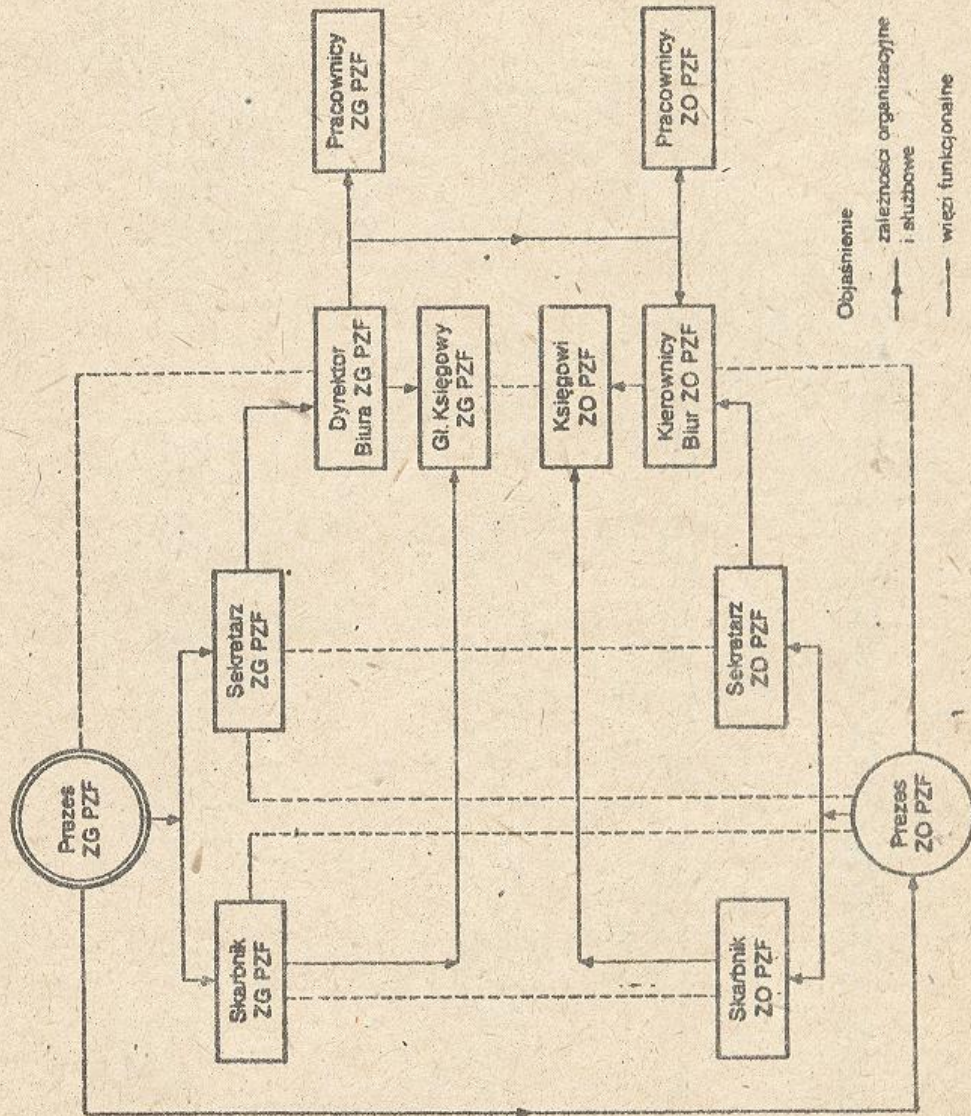 Prezes
ZG PZF
Skarbnik
ZG PZF
Sekretarz
ZG PZF
Dyrektor
Biura ZG PZF
Pracownicy
ZG PZF
Gł. Księgowy
ZG PZF
Księgowi
ZO PZF
Kierownicy
Biur ZO PZF
Pracownicy
ZO PZF
Skarbnik
ZO PZF
Sekretarz
ZO PZF
Prezes
ZO PZF
Objaśnienie
zależności organizacyjne
i służbowe
więzi funkcjonalne